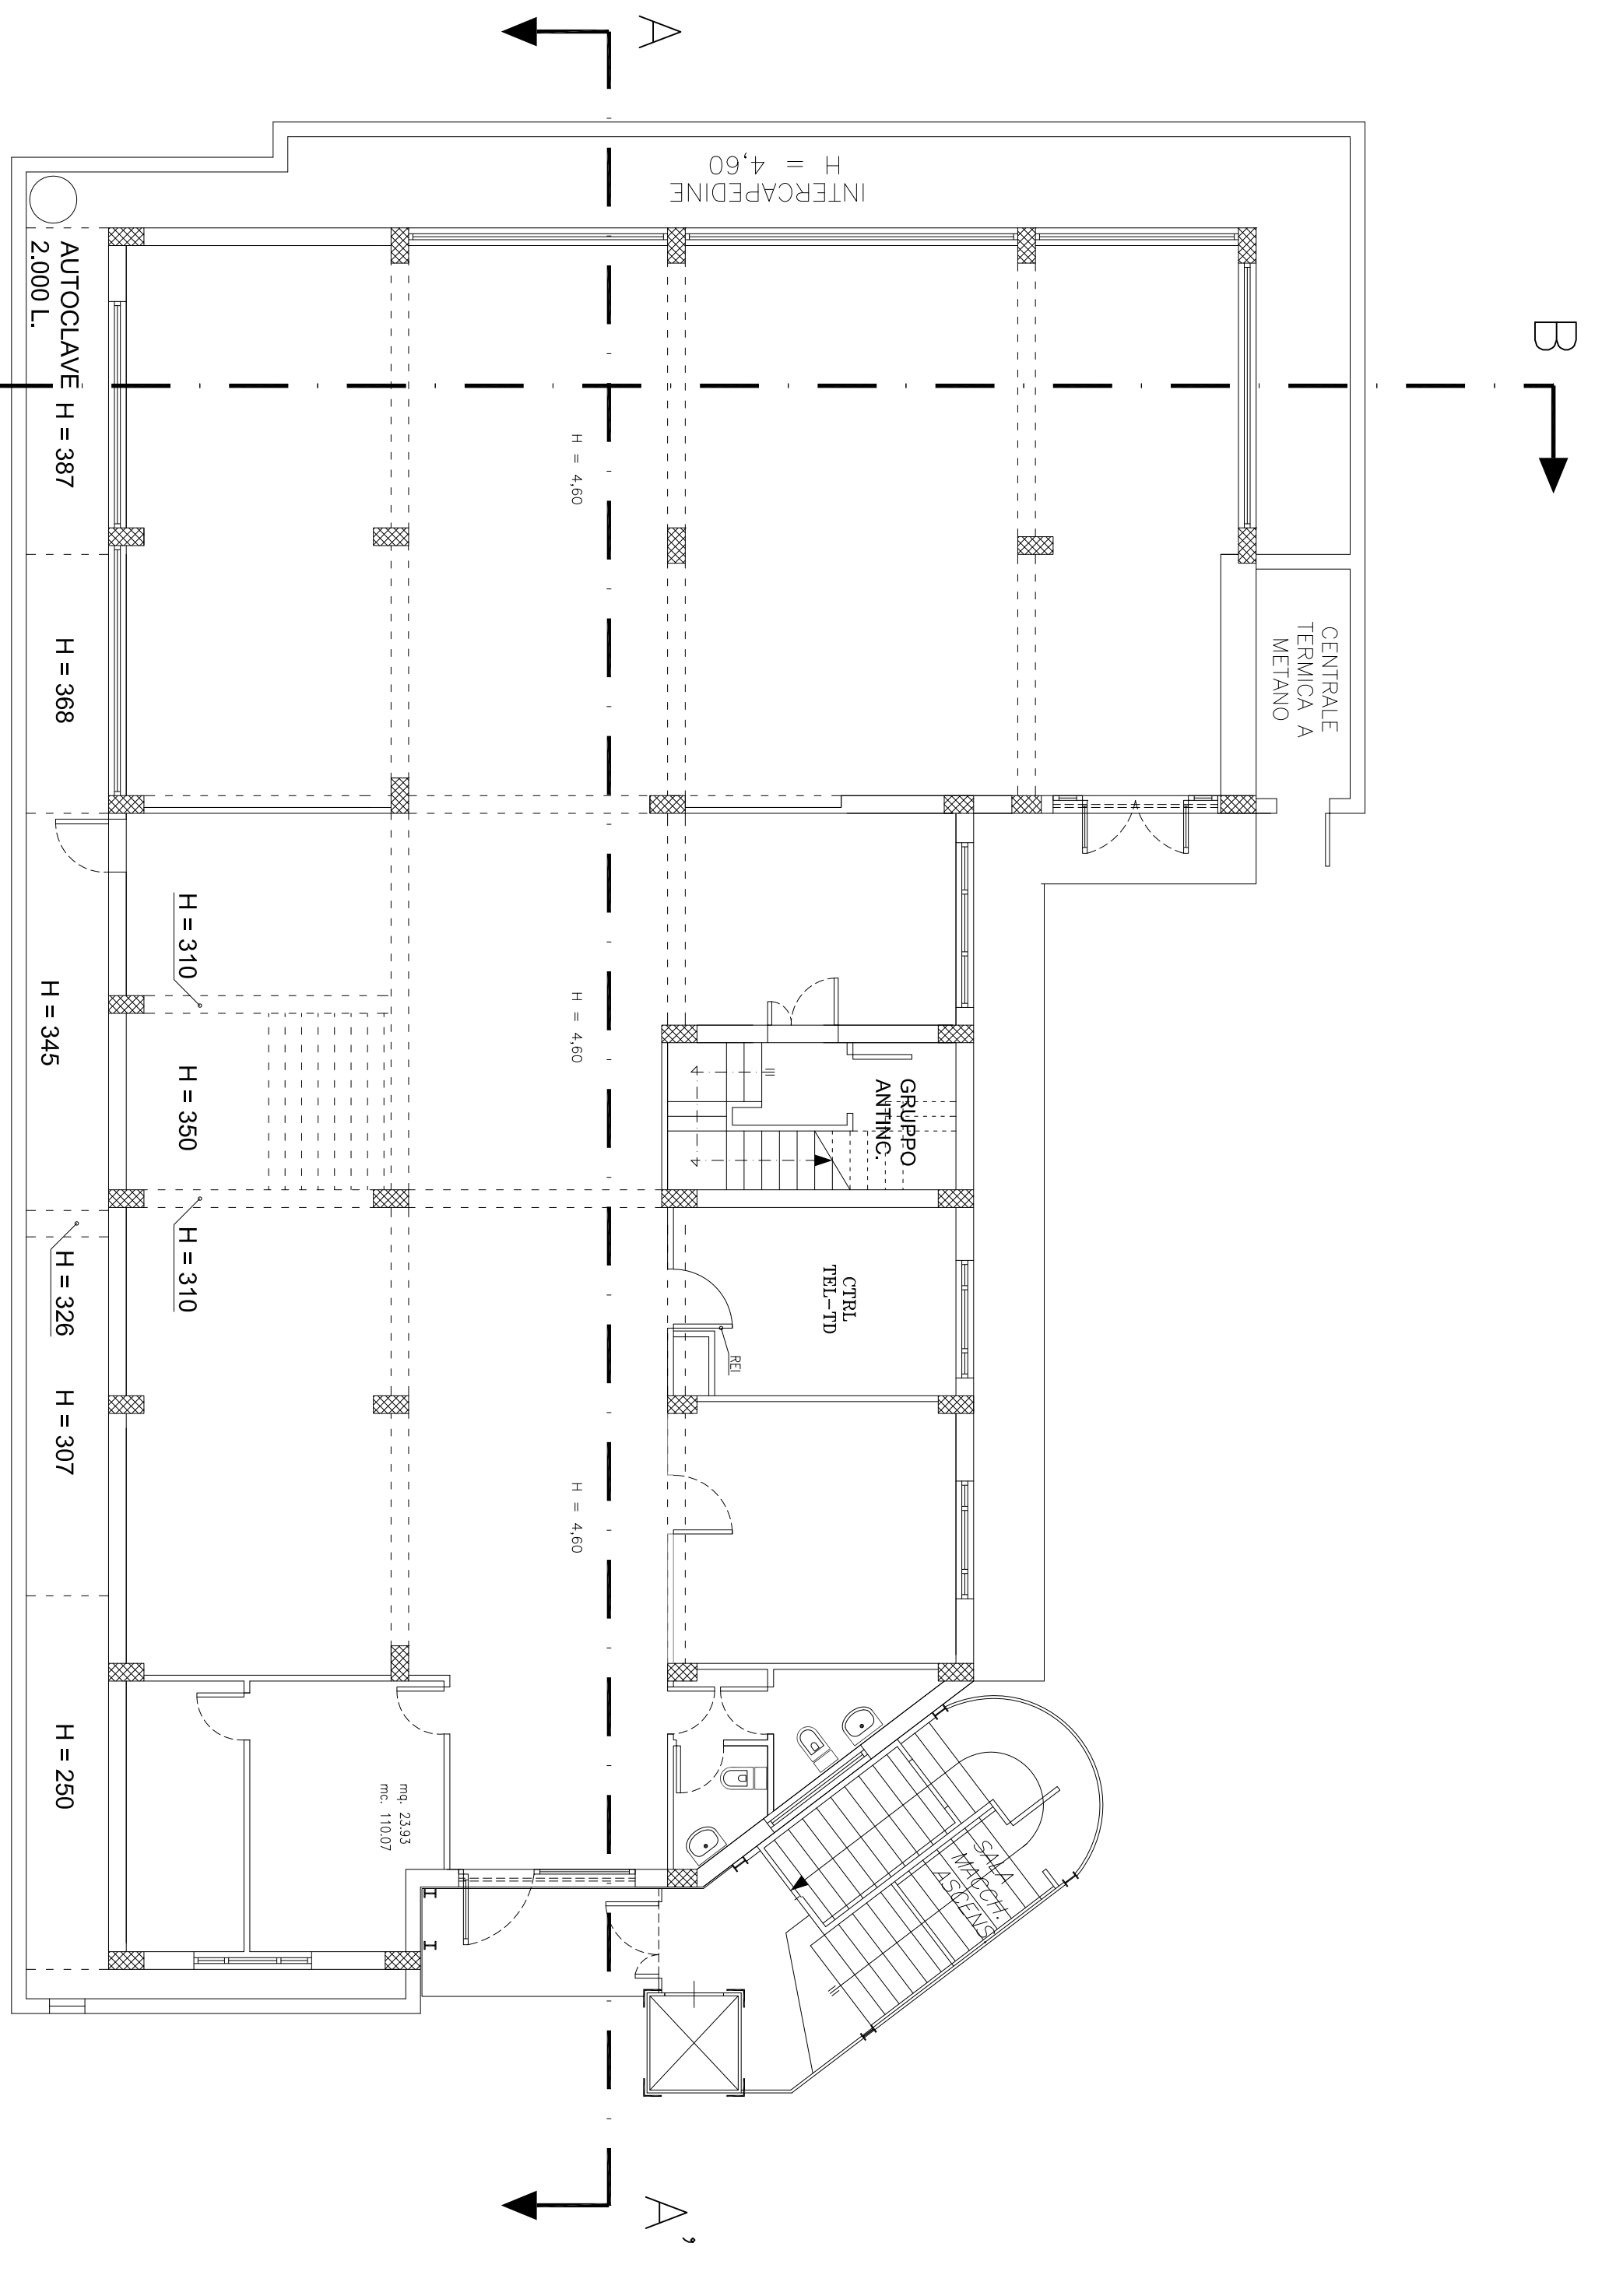 A
B
INTERCAPEDINE
H = 4,60
AUTOCLAVE
2.000 L.
H = 387
H = 4,60
CENTRALE
TERMICA A
METANO
H = 368
H = 310
H = 345
H = 4,60
H = 350
GRUPPO
ANTINC.
H = 310
H = 326
CTRL
TEL-TD
REI
H = 307
H = 4,60
H = 250
mq. 23.93
mc. 110.07
SALA
MACCH.
ASCENS
A'